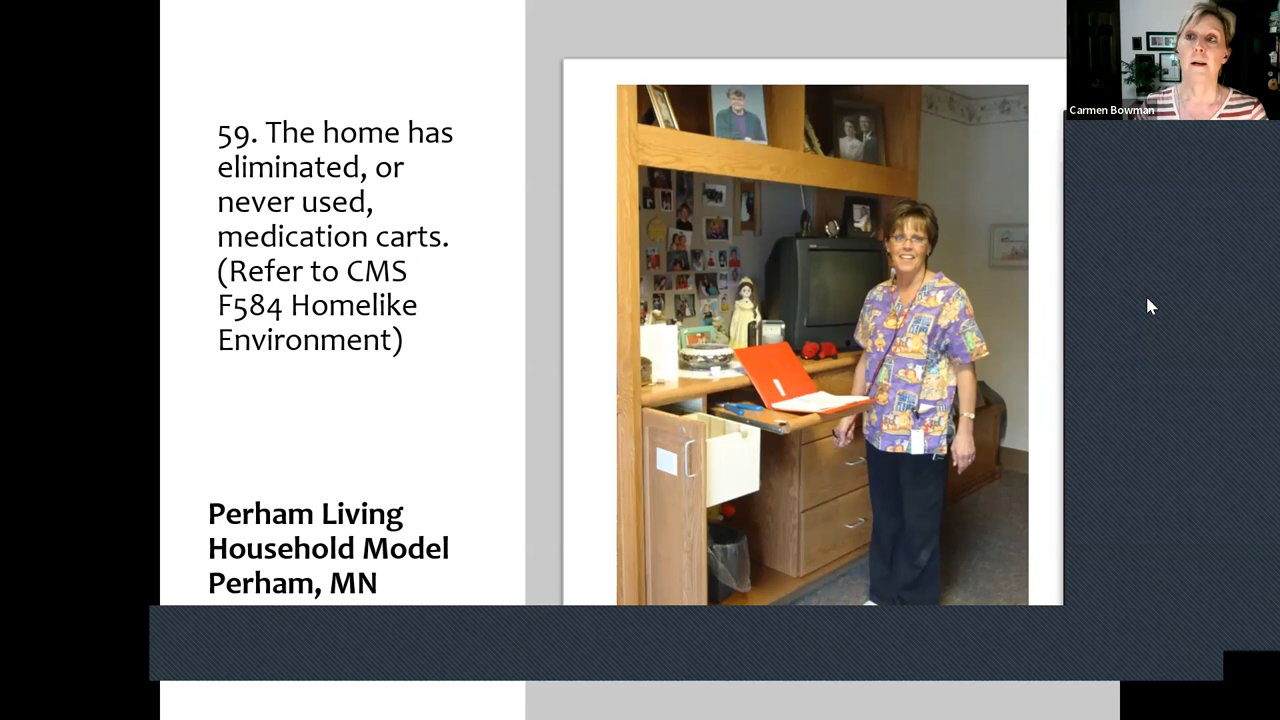 59. The home has
eliminated, or
never used,
medication carts.
(Refer to CMS
F584 Homelike
Environment)
Perham Living
Household Model
Perham, MN
Carmen Bowman